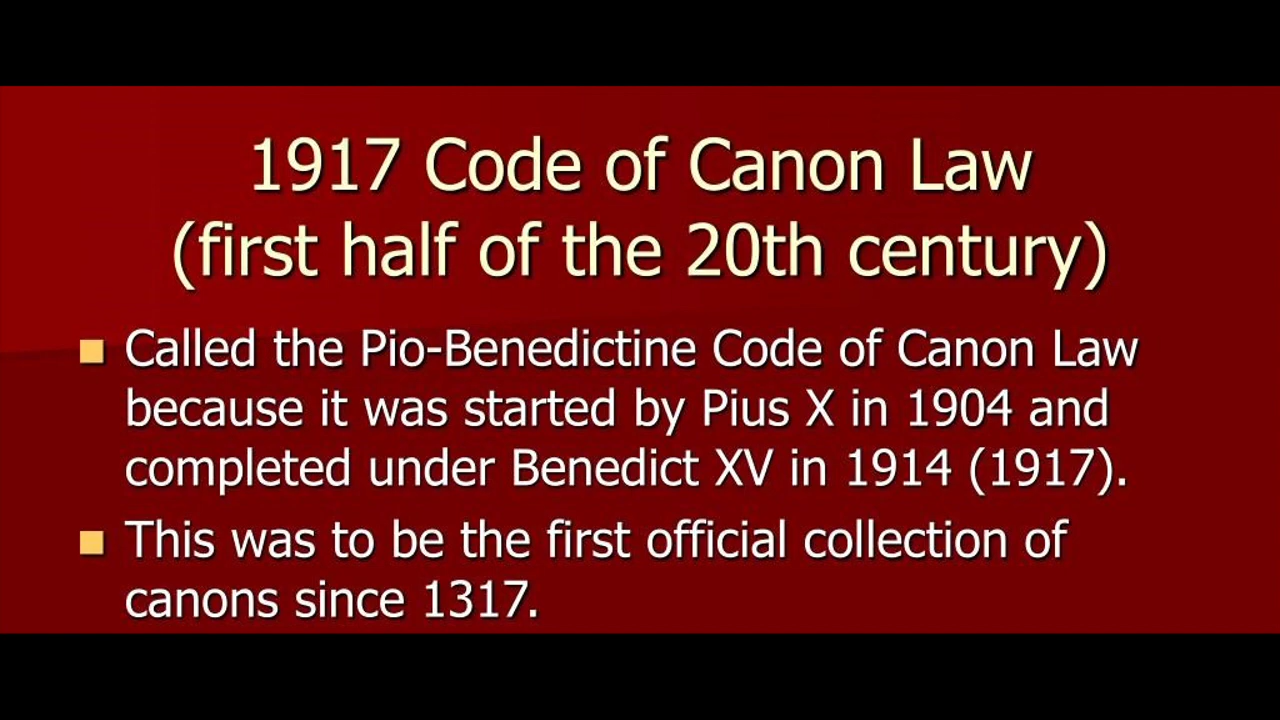 1917 Code of Canon Law
(first half of the 20th century)
Called the Pio-Benedictine Code of Canon Law
because it was started by Pius X in 1904 and
completed under Benedict XV in 1914 (1917).
This was to be the first official collection of
canons since 1317.